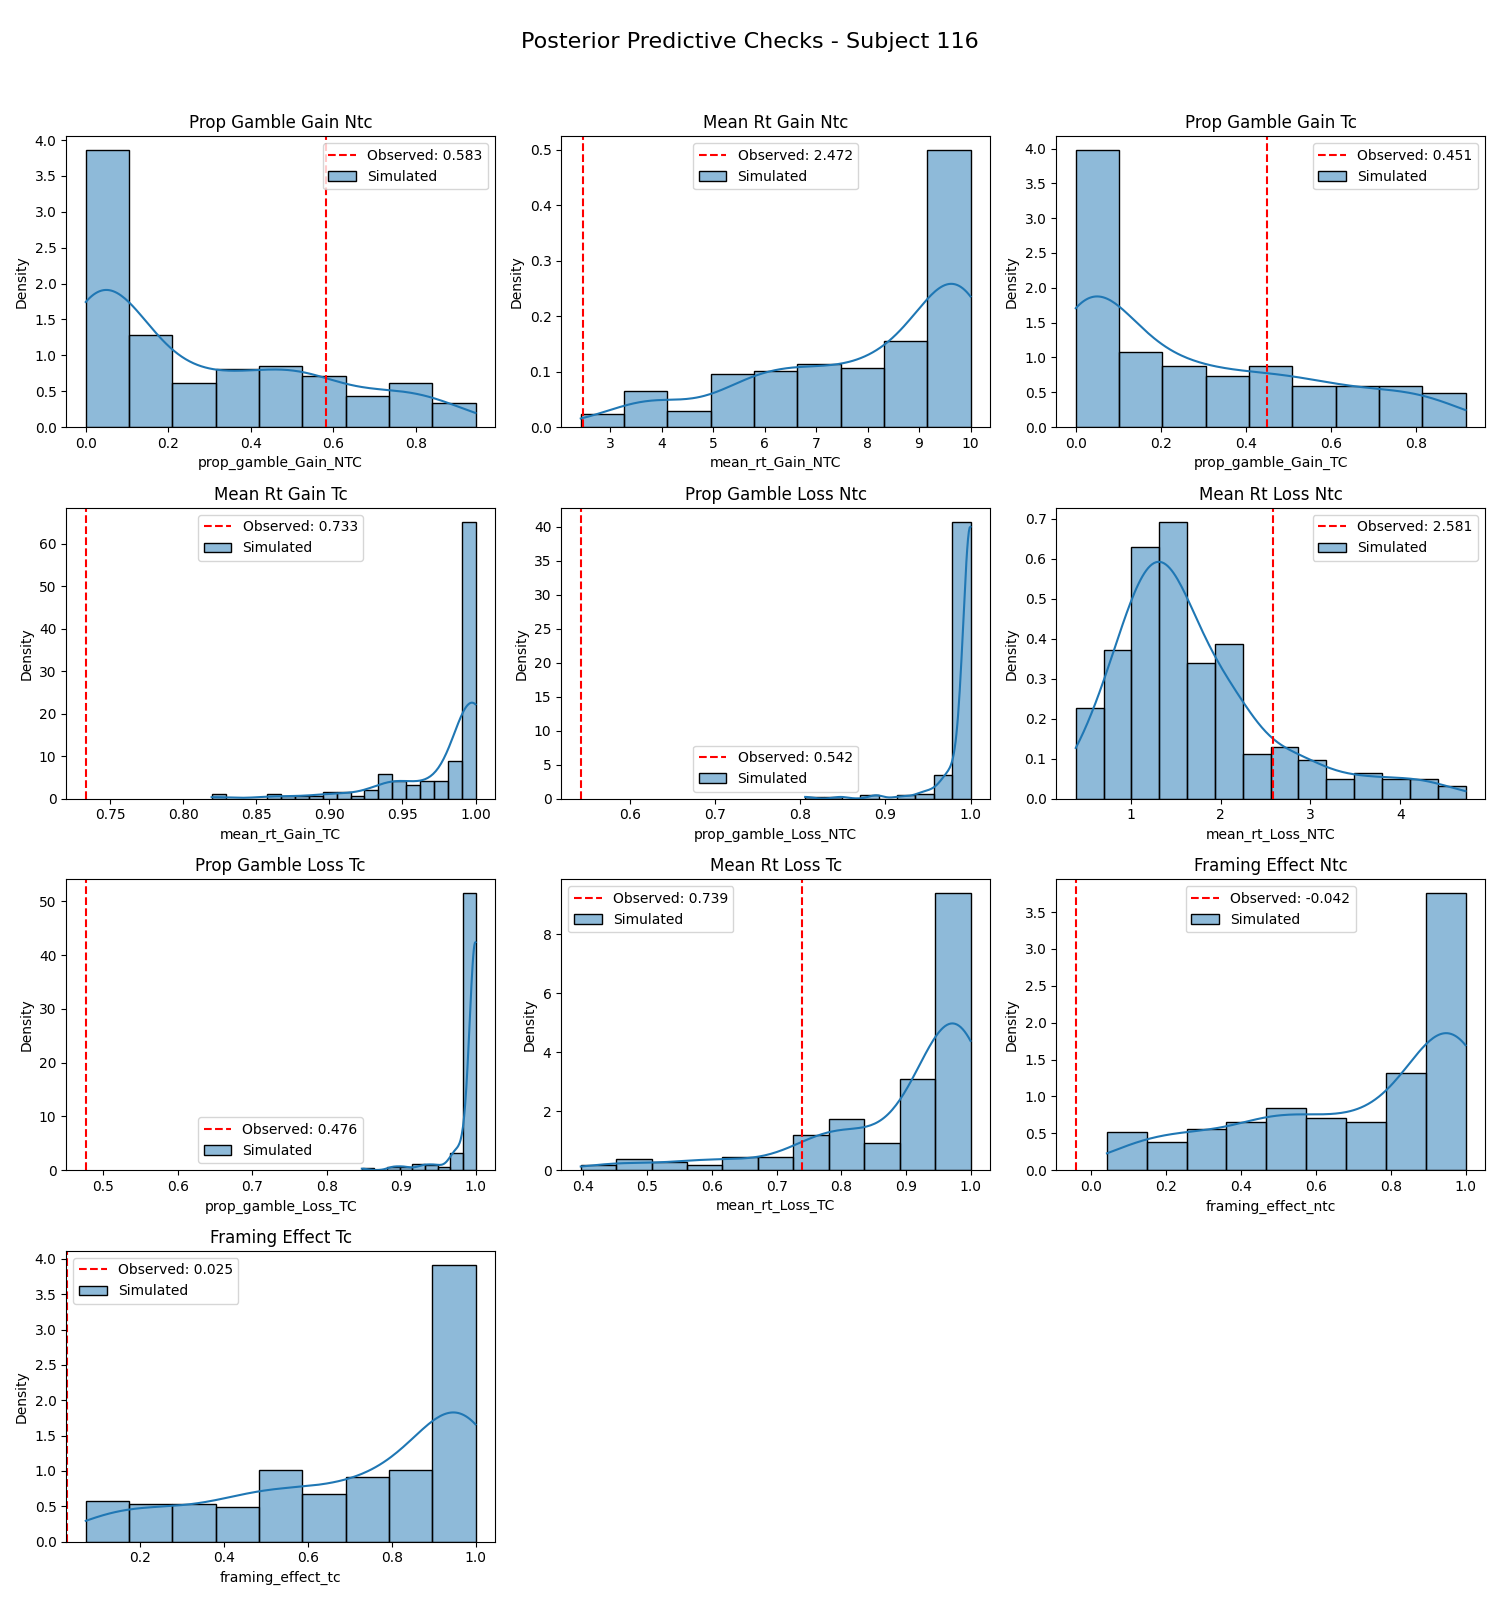 Posterior Predictive Checks - Subject 116
Prop Gamble Gain Ntc
Observed: 0.583
Simulated
Density
4.0
3.5
3.0
2.5
2.0
1.5
1.0
0.5
0.0
0.0 0.2 0.4 0.6 0.8
prop_gamble_Gain_NTC
Mean Rt Gain Ntc
Observed: 2.472
Simulated
Density
0.5
0.4
0.3
0.2
0.1
0.0
3 4 5 6 7 8 9 10
mean_rt_Gain_NTC
Prop Gamble Gain Tc
Observed: 0.451
Simulated
Density
4.0
3.5
3.0
2.5
2.0
1.5
1.0
0.5
0.0
0.0 0.2 0.4 0.6 0.8
prop_gamble_Gain_TC
Mean Rt Gain Tc
Observed: 0.733
Simulated
Density
60
50
40
30
20
10
0
0.75 0.80 0.85 0.90 0.95 1.00
mean_rt_Gain_TC
Prop Gamble Loss Ntc
Observed: 0.542
Simulated
Density
40
35
30
25
20
15
10
5
0
0.6 0.7 0.8 0.9 1.0
prop_gamble_Loss_NTC
Mean Rt Loss Ntc
Observed: 2.581
Simulated
Density
0.7
0.6
0.5
0.4
0.3
0.2
0.1
0.0
1 2 3 4
mean_rt_Loss_NTC
Prop Gamble Loss Tc
Observed: 0.476
Simulated
Density
50
40
30
20
10
0
0.5 0.6 0.7 0.8 0.9 1.0
prop_gamble_Loss_TC
Mean Rt Loss Tc
Observed: 0.739
Simulated
Density
8
6
4
2
0
0.4 0.5 0.6 0.7 0.8 0.9 1.0
mean_rt_Loss_TC
Framing Effect Ntc
Observed: -0.042
Simulated
Density
3.5
3.0
2.5
2.0
1.5
1.0
0.5
0.0
0.0 0.2 0.4 0.6 0.8 1.0
framing_effect_ntc
Framing Effect Tc
Observed: 0.025
Simulated
Density
4.0
3.5
3.0
2.5
2.0
1.5
1.0
0.5
0.0
0.2 0.4 0.6 0.8 1.0
framing_effect_tc